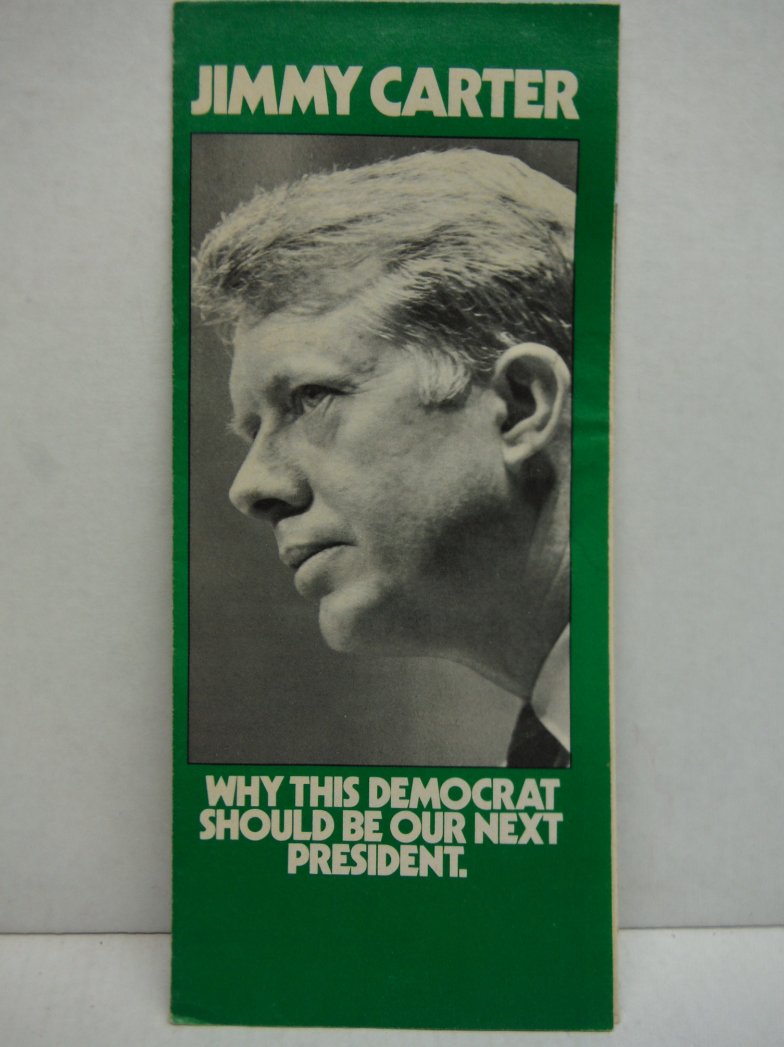 JIMMY CARTER
WHY THIS DEMOCRAT
SHOULD BE OUR NEXT
PRESIDENT.